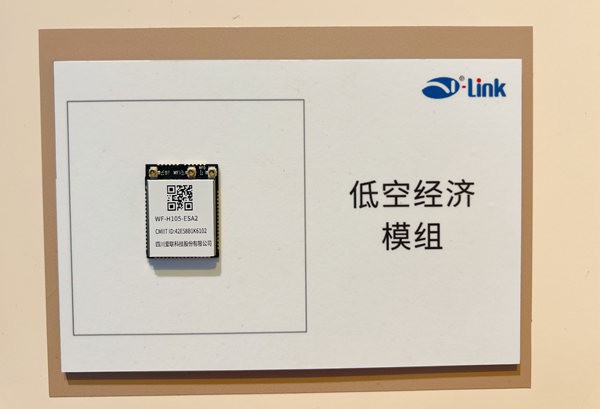 -Link
低空经济
模组
WF-H105-ESA2
CMIIT ID:42ES8B0K6102
四川爱联科技股份有限公司